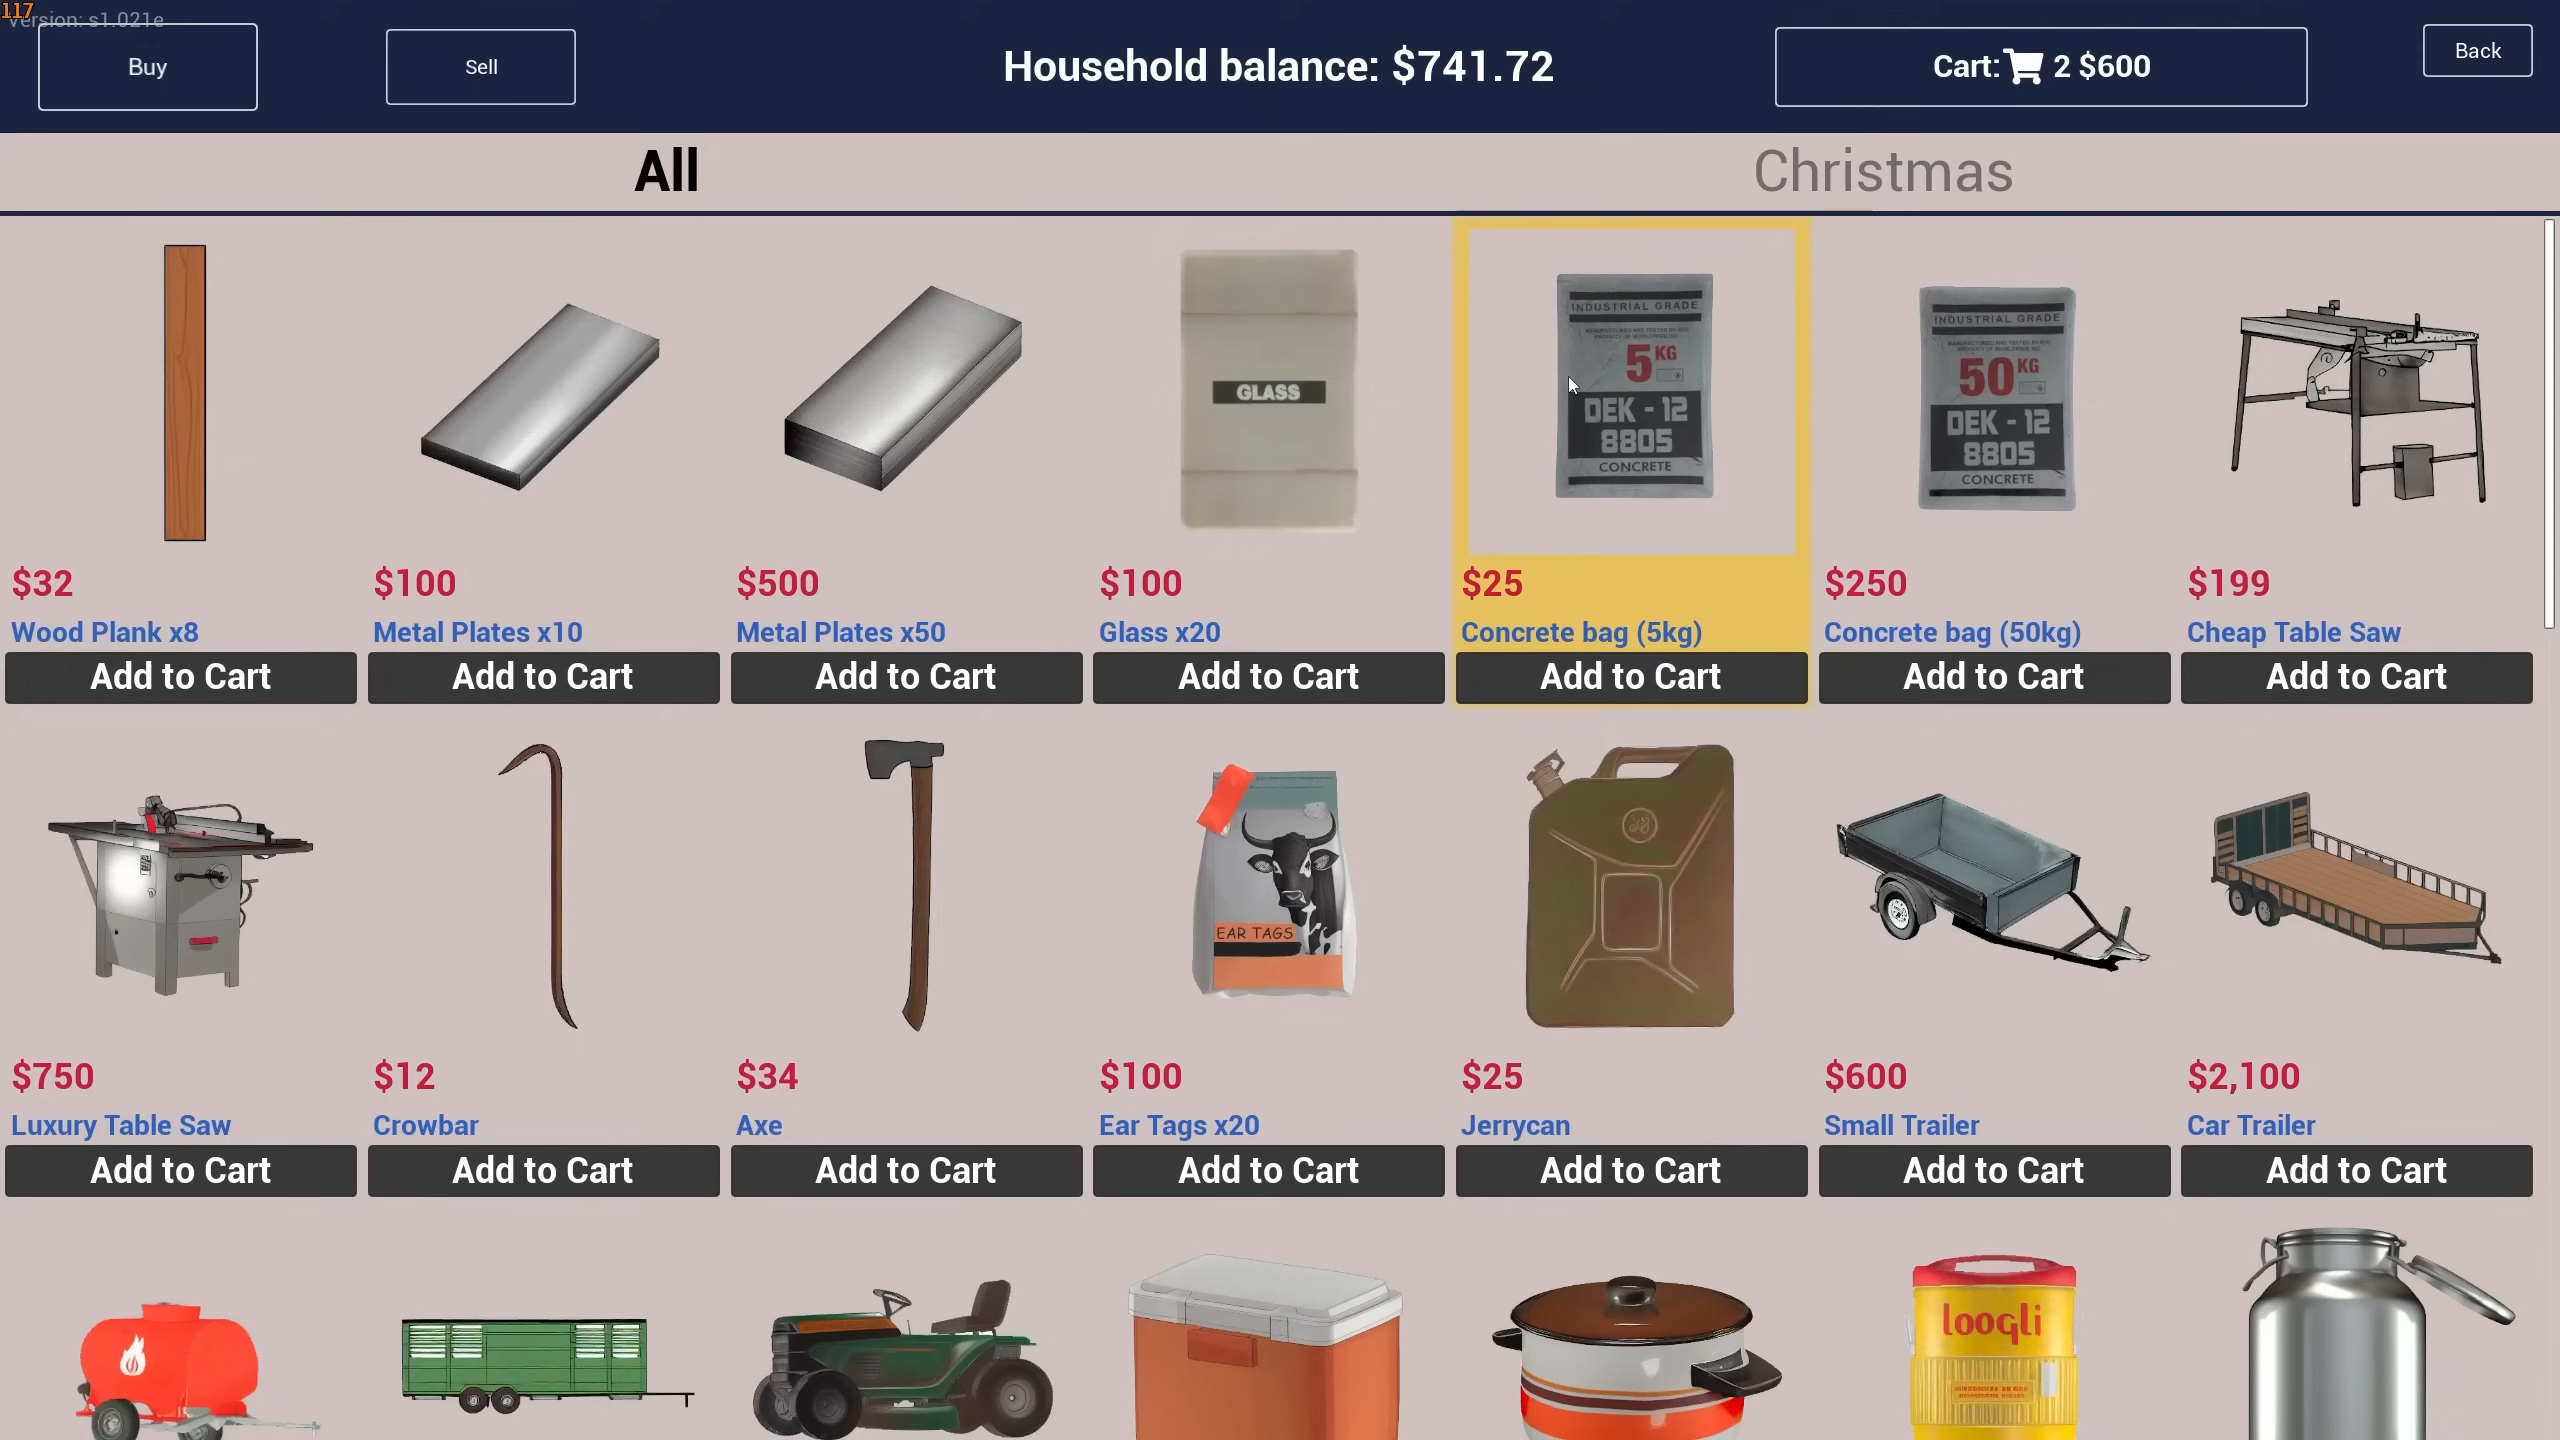 117
Version: s1.021e
Buy
Sell
Household balance: $741.72
Cart: 2 $600
Back
All
Christmas
GLASS
INDUSTRIAL GRADE
5KG
DEK - 12
8805
CONCRETE
INDUSTRIAL GRADE
50KG
DEK - 12
8805
CONCRETE
$32
$100
$500
$100
$25
$250
$199
Wood Plank x8
Metal Plates x10
Metal Plates x50
Glass x20
Concrete bag (5kg)
Concrete bag (50kg)
Cheap Table Saw
Add to Cart
Add to Cart
Add to Cart
Add to Cart
Add to Cart
Add to Cart
Add to Cart
EAR TAGS
$750
$12
$34
$100
$25
$600
$2,100
Luxury Table Saw
Crowbar
Axe
Ear Tags x20
Jerrycan
Small Trailer
Car Trailer
Add to Cart
Add to Cart
Add to Cart
Add to Cart
Add to Cart
Add to Cart
Add to Cart
loogli